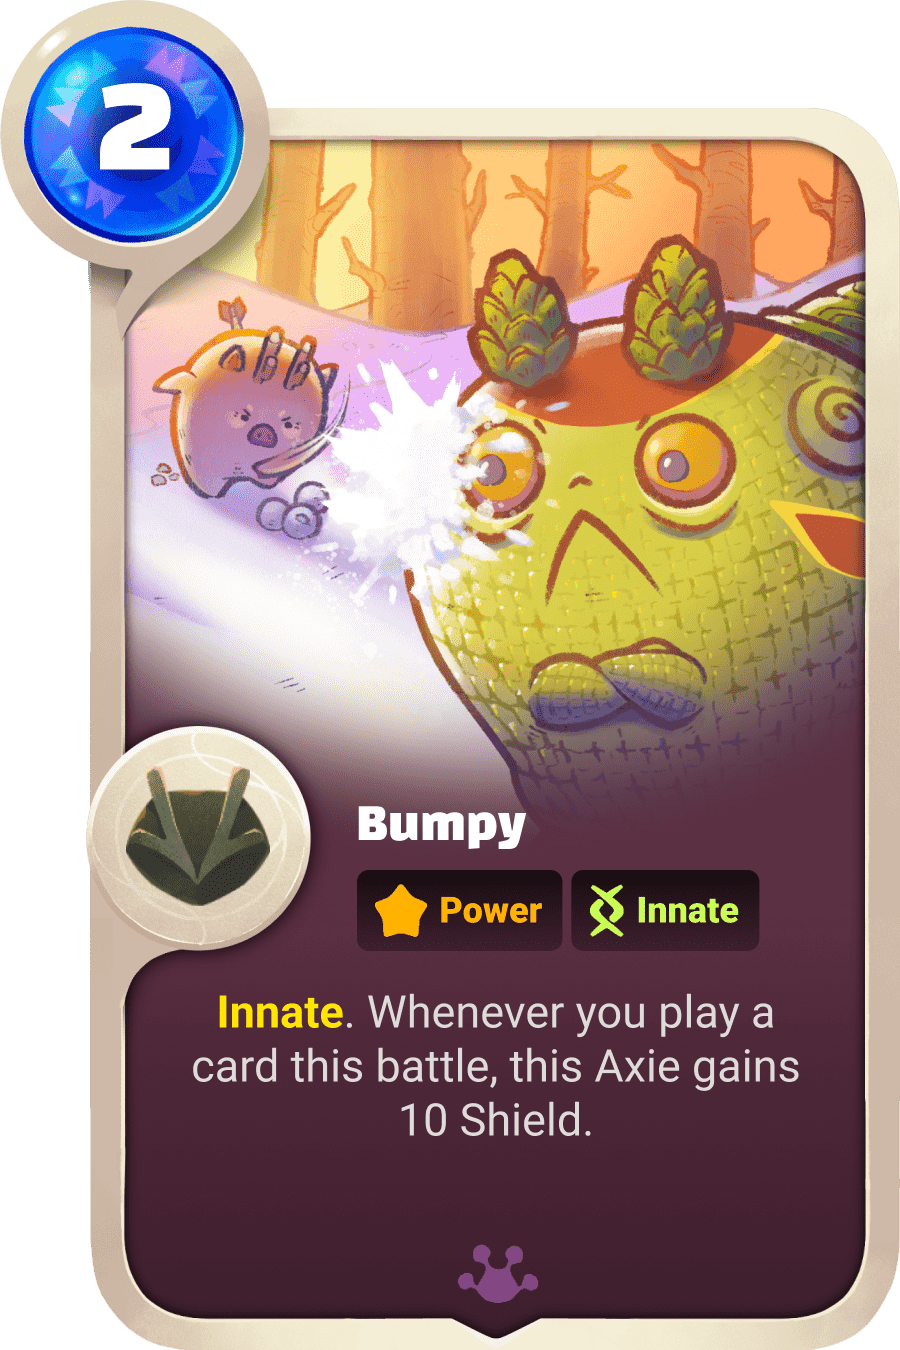 2
Bumpy
Power Innate
Innate. Whenever you play a
card this battle, this Axie gains
10 Shield.